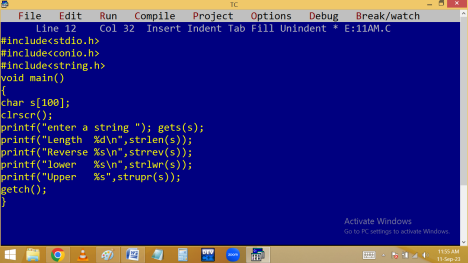 TC
File Edit Run Compile Project Options Debug Break/watch
Line 12 Col 32 Insert Indent Tab Fill Unindent * E:11AM.C
#include<stdio.h>
#include<conio.h>
#include<string.h>
void main()
{
char s[100];
clrscr();
printf("enter a string "); gets(s);
printf("Length %d\n",strlen(s));
printf("Reverse %s\n",strrev(s));
printf("lower %s\n",strlwr(s));
printf("Upper %s",strupr(s));
getch();
}
Activate Windows
Go to PC settings to activate Windows.
11:05 AM
11-Sep-23